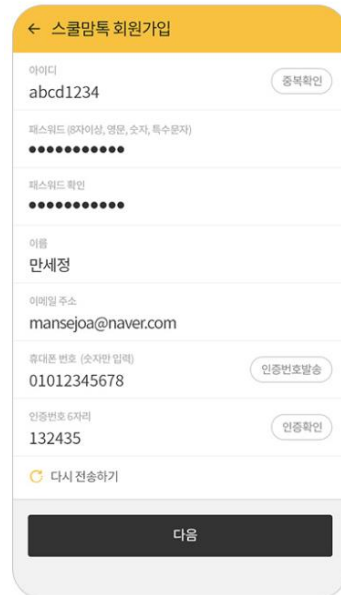 ← 스쿨맘톡 회원가입
아이디
abcd1234
중복확인
패스워드 (8자이상, 영문, 숫자, 특수문자)
●●●●●●●●●●●
패스워드 확인
●●●●●●●●●●●
이름
만세정
이메일 주소
mansejoa@naver.com
휴대폰 번호 (숫자만 입력)
01012345678
인증번호발송
인증번호 6자리
132435
인증확인
다시 전송하기
다음